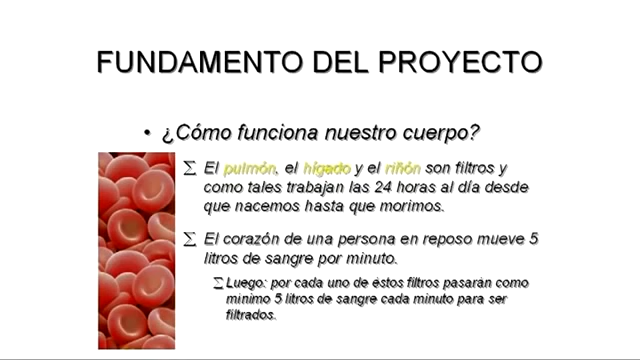 FUNDAMENTO DEL PROYECTO
• ¿Cómo funciona nuestro cuerpo?
∑ El pulmón, el hígado y el riñón son filtros y
como tales trabajan las 24 horas al día desde
que nacemos hasta que morimos.
∑ El corazón de una persona en reposo mueve 5
litros de sangre por minuto.
∑ Luego: por cada uno de éstos filtros pasarán como
mínimo 5 litros de sangre cada minuto para ser
filtrados.